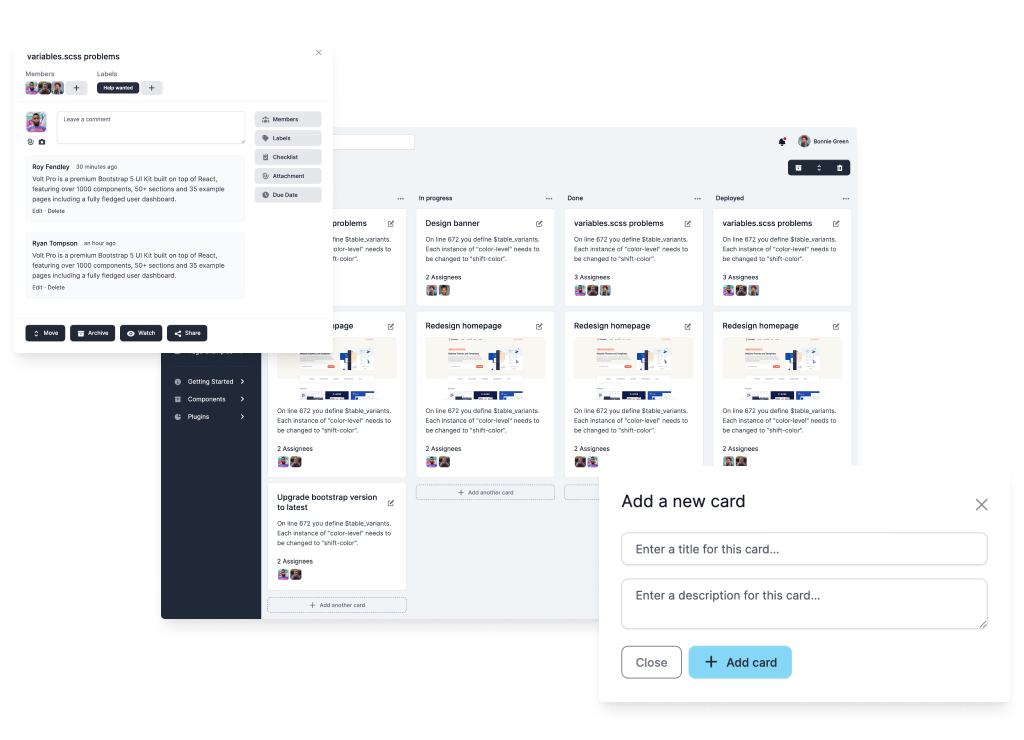 variables.scss problems
Members
Labels
Help wanted
Leave a comment
Members
Labels
Checklist
Attachment
Due Date
Roy Fendley 30 minutes ago
Volt Pro is a premium Bootstrap 5 UI Kit built on top of React,
featuring over 1000 components, 50+ sections and 35 example
pages including a fully fledged user dashboard.
Edit · Delete
Ryan Tompson an hour ago
Volt Pro is a premium Bootstrap 5 UI Kit built on top of React,
featuring over 1000 components, 50+ sections and 35 example
pages including a fully fledged user dashboard.
Edit · Delete
Move
Archive
Watch
Share
Bonnie Green
Getting Started
Components
Plugins
problems
fine $table_variants.
"color-level" needs to
"ift-color".
page
On line 672 you define $table_variants.
Each instance of "color-level" needs to
be changed to "shift-color".
2 Assignees
Upgrade bootstrap version
to latest
On line 672 you define $table_variants.
Each instance of "color-level" needs to
be changed to "shift-color".
2 Assignees
Add another card
In progress
Design banner
On line 672 you define $table_variants.
Each instance of "color-level" needs to
be changed to "shift-color".
2 Assignees
Redesign homepage
On line 672 you define $table_variants.
Each instance of "color-level" needs to
be changed to "shift-color".
2 Assignees
Add another card
Done
variables.scss problems
On line 672 you define $table_variants.
Each instance of "color-level" needs to
be changed to "shift-color".
3 Assignees
Redesign homepage
On line 672 you define $table_variants.
Each instance of "color-level" needs to
be changed to "shift-color".
2 Assignees
Deployed
variables.scss problems
On line 672 you define $table_variants.
Each instance of "color-level" needs to
be changed to "shift-color".
3 Assignees
Redesign homepage
On line 672 you define $table_variants.
Each instance of "color-level" needs to
be changed to "shift-color".
2 Assignees
Add a new card
Enter a title for this card...
Enter a description for this card...
Close
Add card